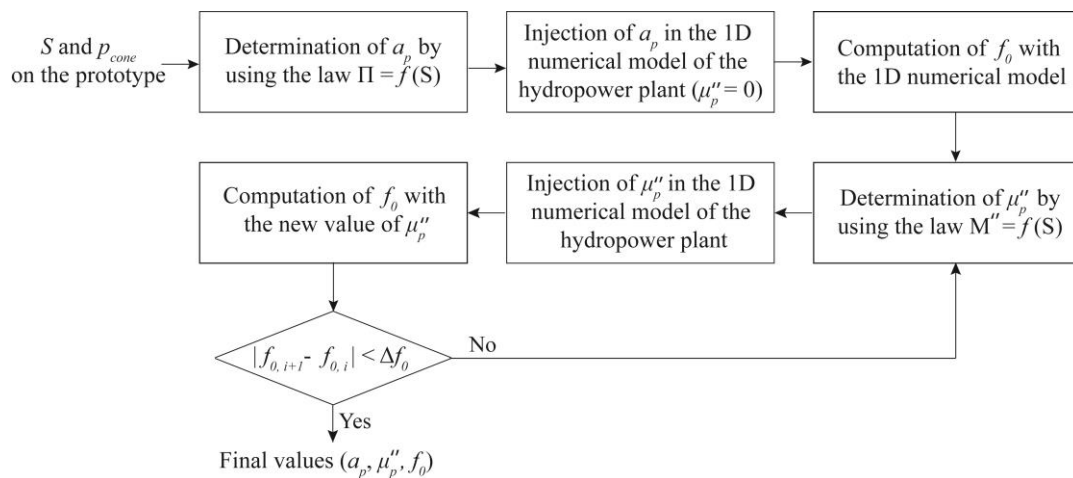 S and p_cone
on the prototype
Determination of a_p by
using the law Π = f(S)
Injection of a_p in the 1D
numerical model of the
hydropower plant (μ″_p = 0)
Computation of f_0 with
the 1D numerical model
Determination of μ″_p by
using the law M″ = f(S)
Injection of μ″_p in the 1D
numerical model of the
hydropower plant
Computation of f_0 with
the new value of μ″_p
|f_0, i+1 - f_0, i| < Δf_0
No
Yes
Final values (a_p, μ″_p, f_0)